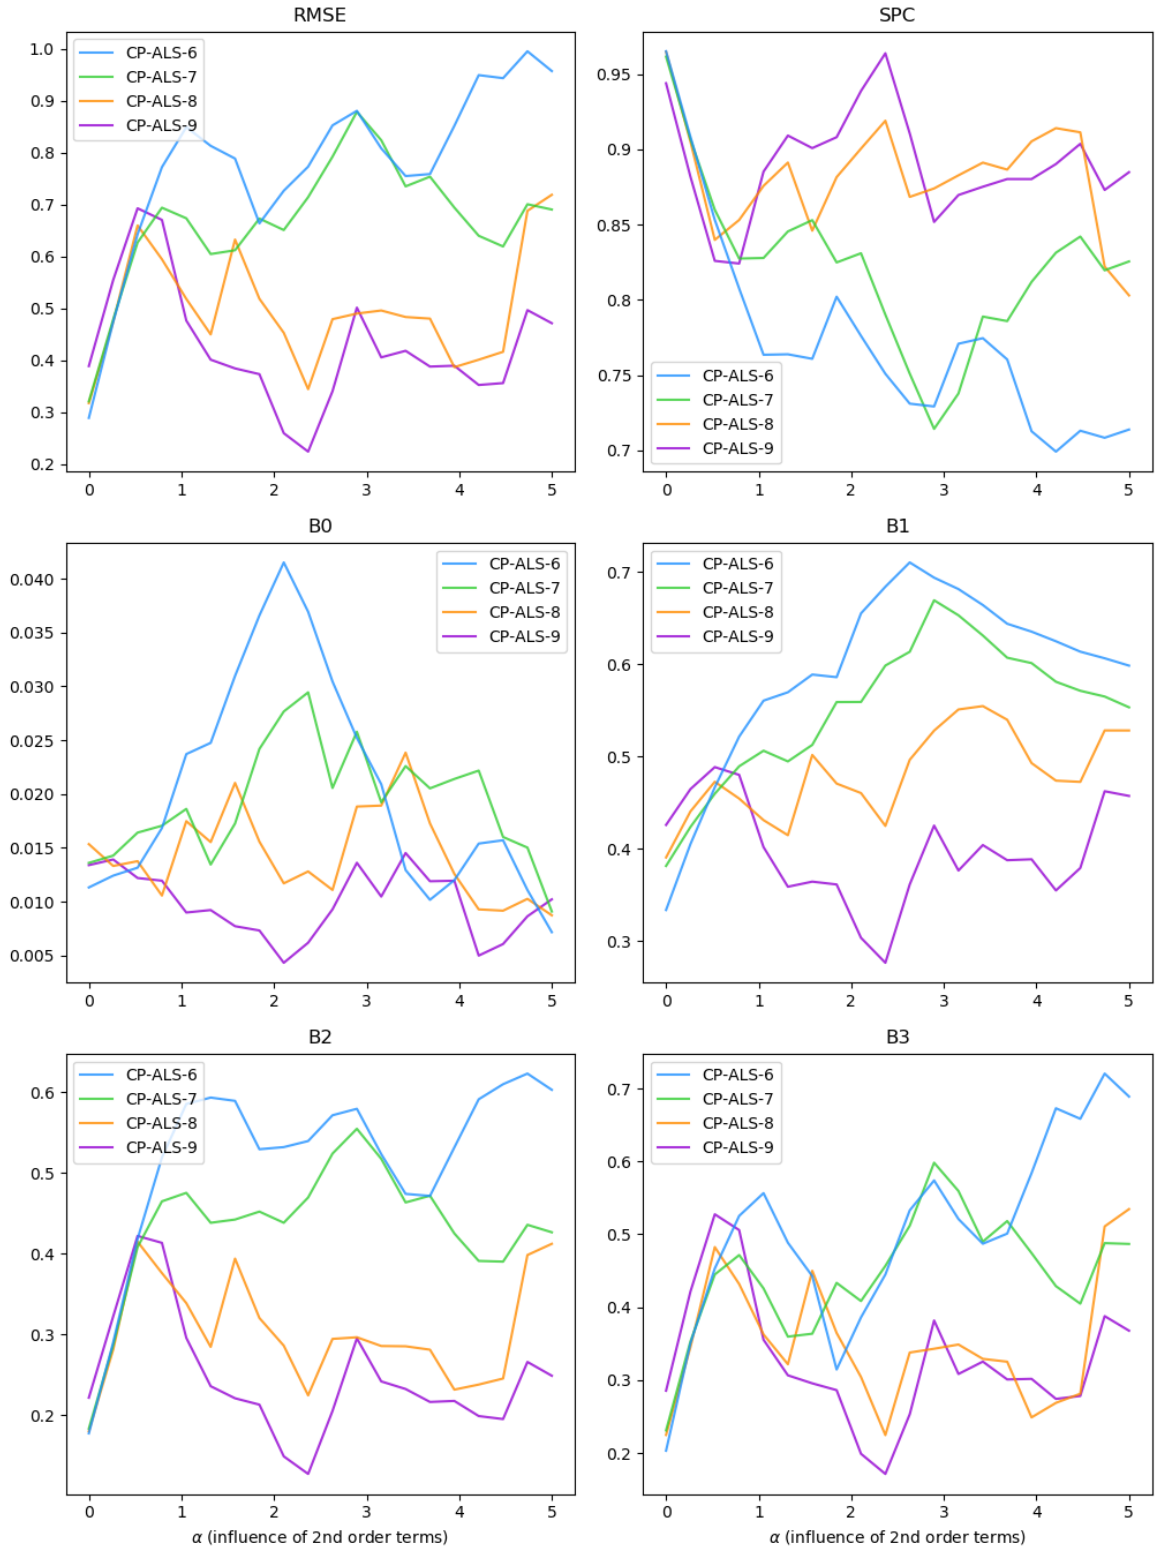 RMSE
CP-ALS-6
CP-ALS-7
CP-ALS-8
CP-ALS-9
1.0
0.9
0.8
0.7
0.6
0.5
0.4
0.3
0.2
0 1 2 3 4 5
SPC
0.95
0.9
0.85
0.8
0.75
0.7
CP-ALS-6
CP-ALS-7
CP-ALS-8
CP-ALS-9
0 1 2 3 4 5
B0
CP-ALS-6
CP-ALS-7
CP-ALS-8
CP-ALS-9
0.040
0.035
0.030
0.025
0.020
0.015
0.010
0.005
0 1 2 3 4 5
B1
CP-ALS-6
CP-ALS-7
CP-ALS-8
CP-ALS-9
0.7
0.6
0.5
0.4
0.3
0 1 2 3 4 5
B2
CP-ALS-6
CP-ALS-7
CP-ALS-8
CP-ALS-9
0.6
0.5
0.4
0.3
0.2
0 1 2 3 4 5
α (influence of 2nd order terms)
B3
CP-ALS-6
CP-ALS-7
CP-ALS-8
CP-ALS-9
0.7
0.6
0.5
0.4
0.3
0.2
0 1 2 3 4 5
α (influence of 2nd order terms)